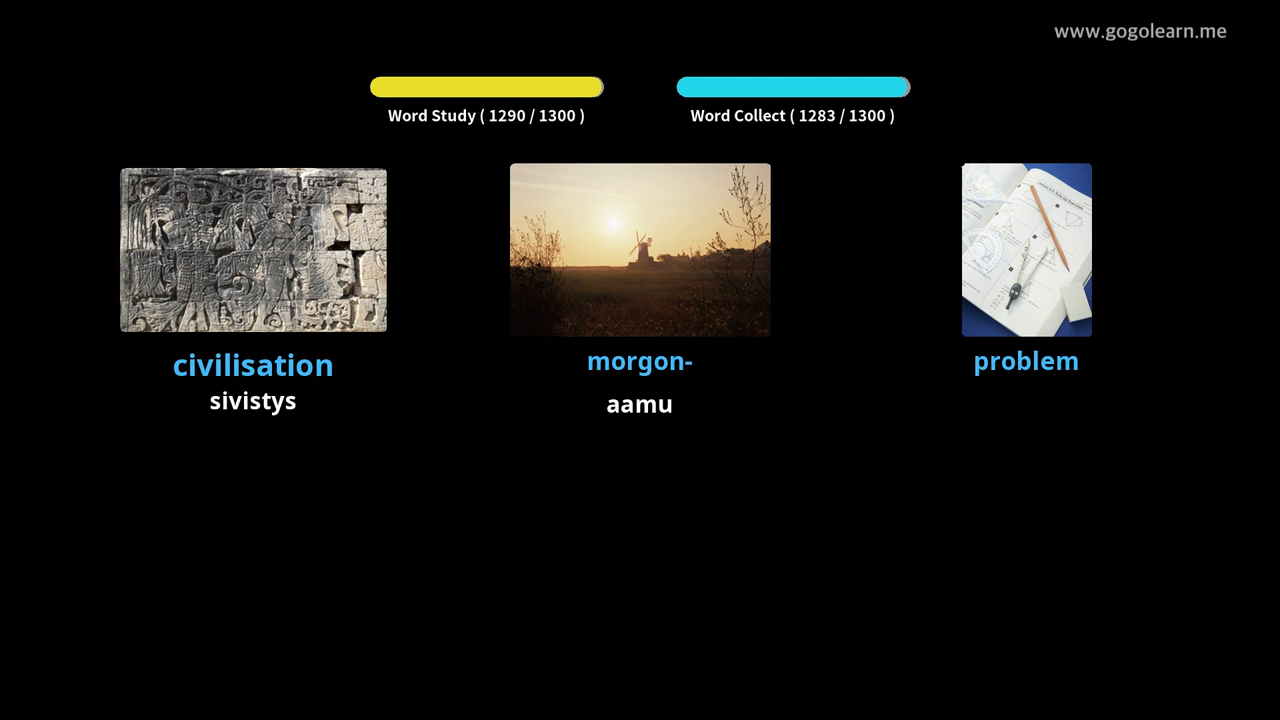 www.gogolearn.me
Word Study ( 1290 / 1300 )
Word Collect ( 1283 / 1300 )
civilisation
sivistys
morgon-
aamu
problem